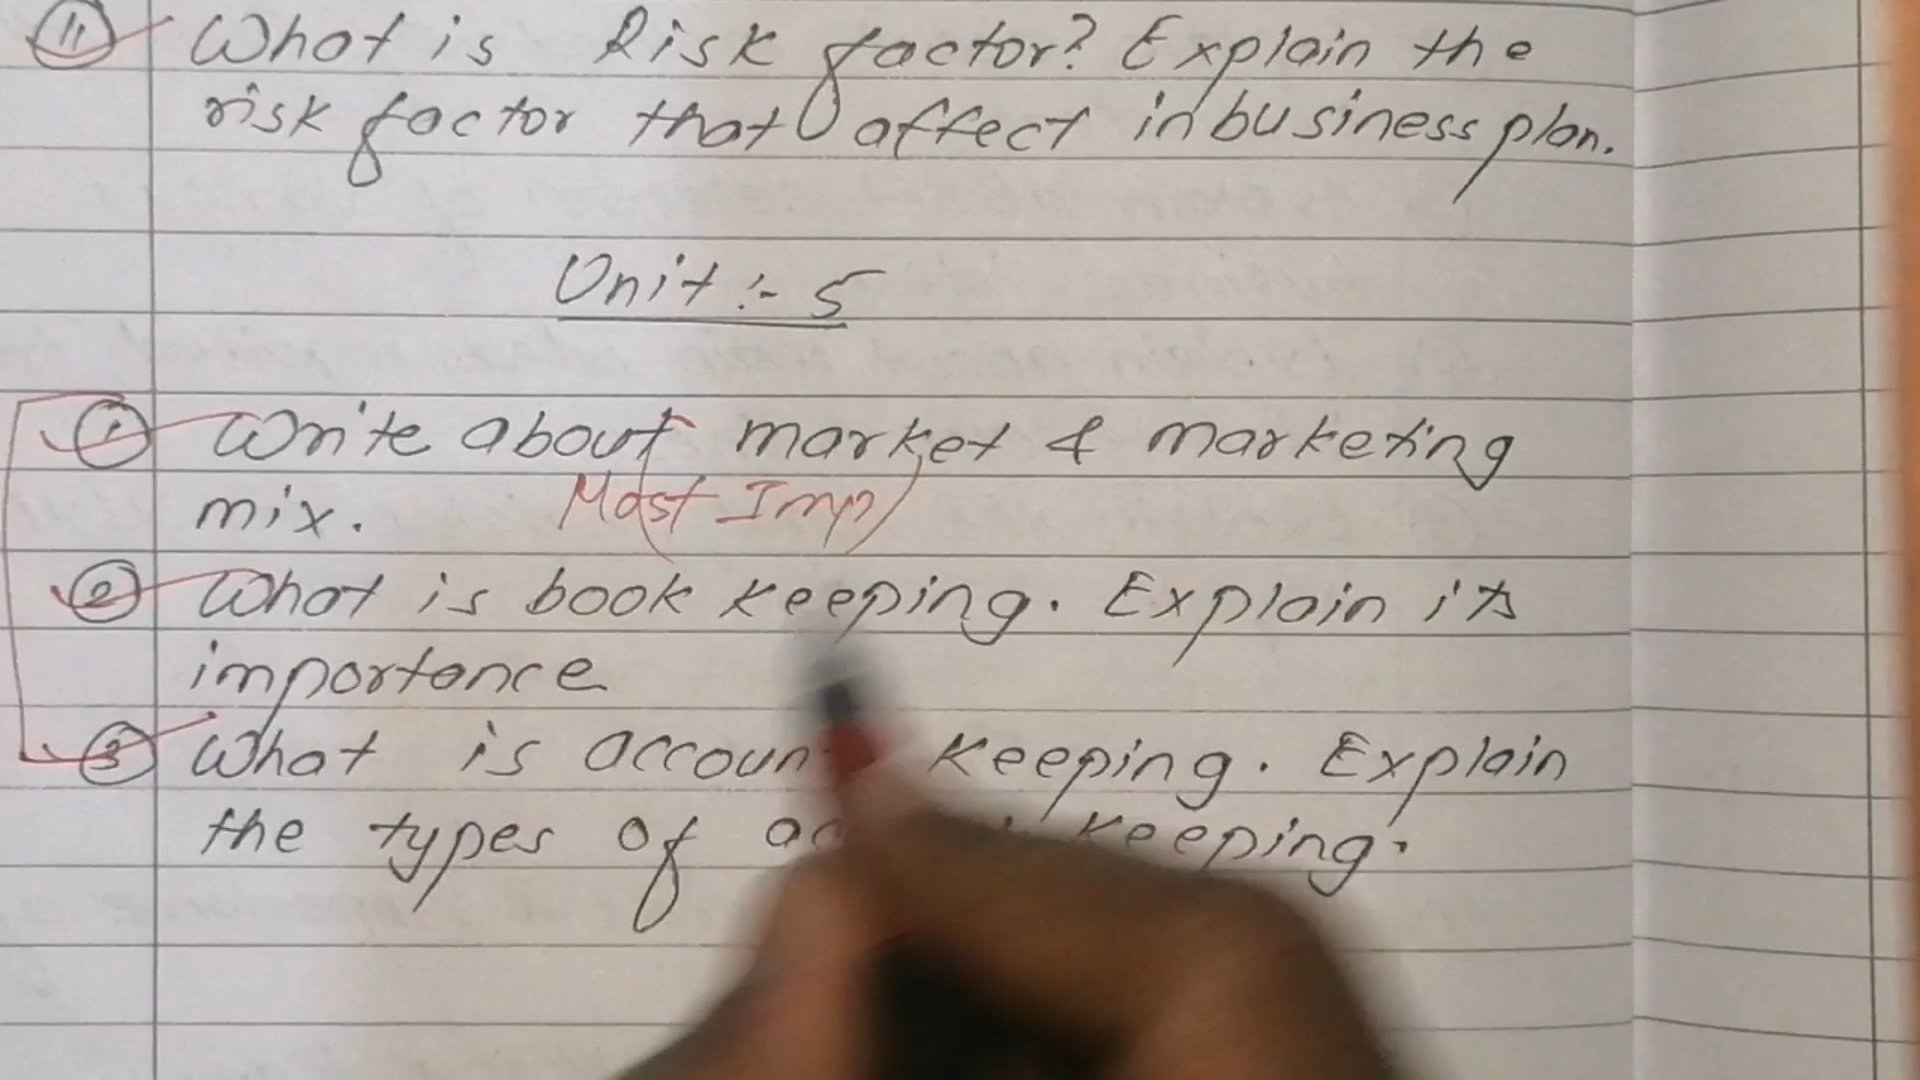 11 What is Risk factor? Explain the
risk factor that affect in business plan.
Unit :- 5
1 Write about market & marketing
mix. Most Imp
2 What is book keeping. Explain its
importance
3 What is account keeping. Explain
the types of keeping.